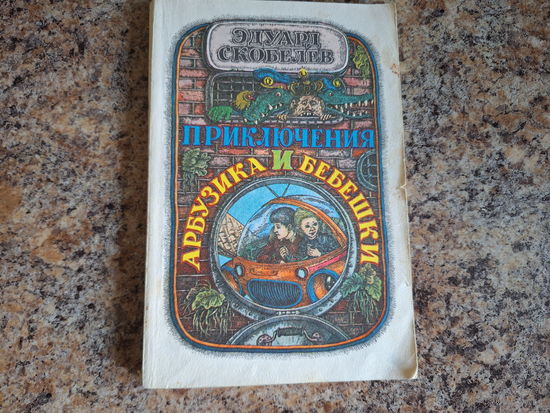 ЭДУАРД
СКОБЕЛЕВ
ПРИКЛЮЧЕНИЯ
АРБУЗИКА И БЕБЕШКИ